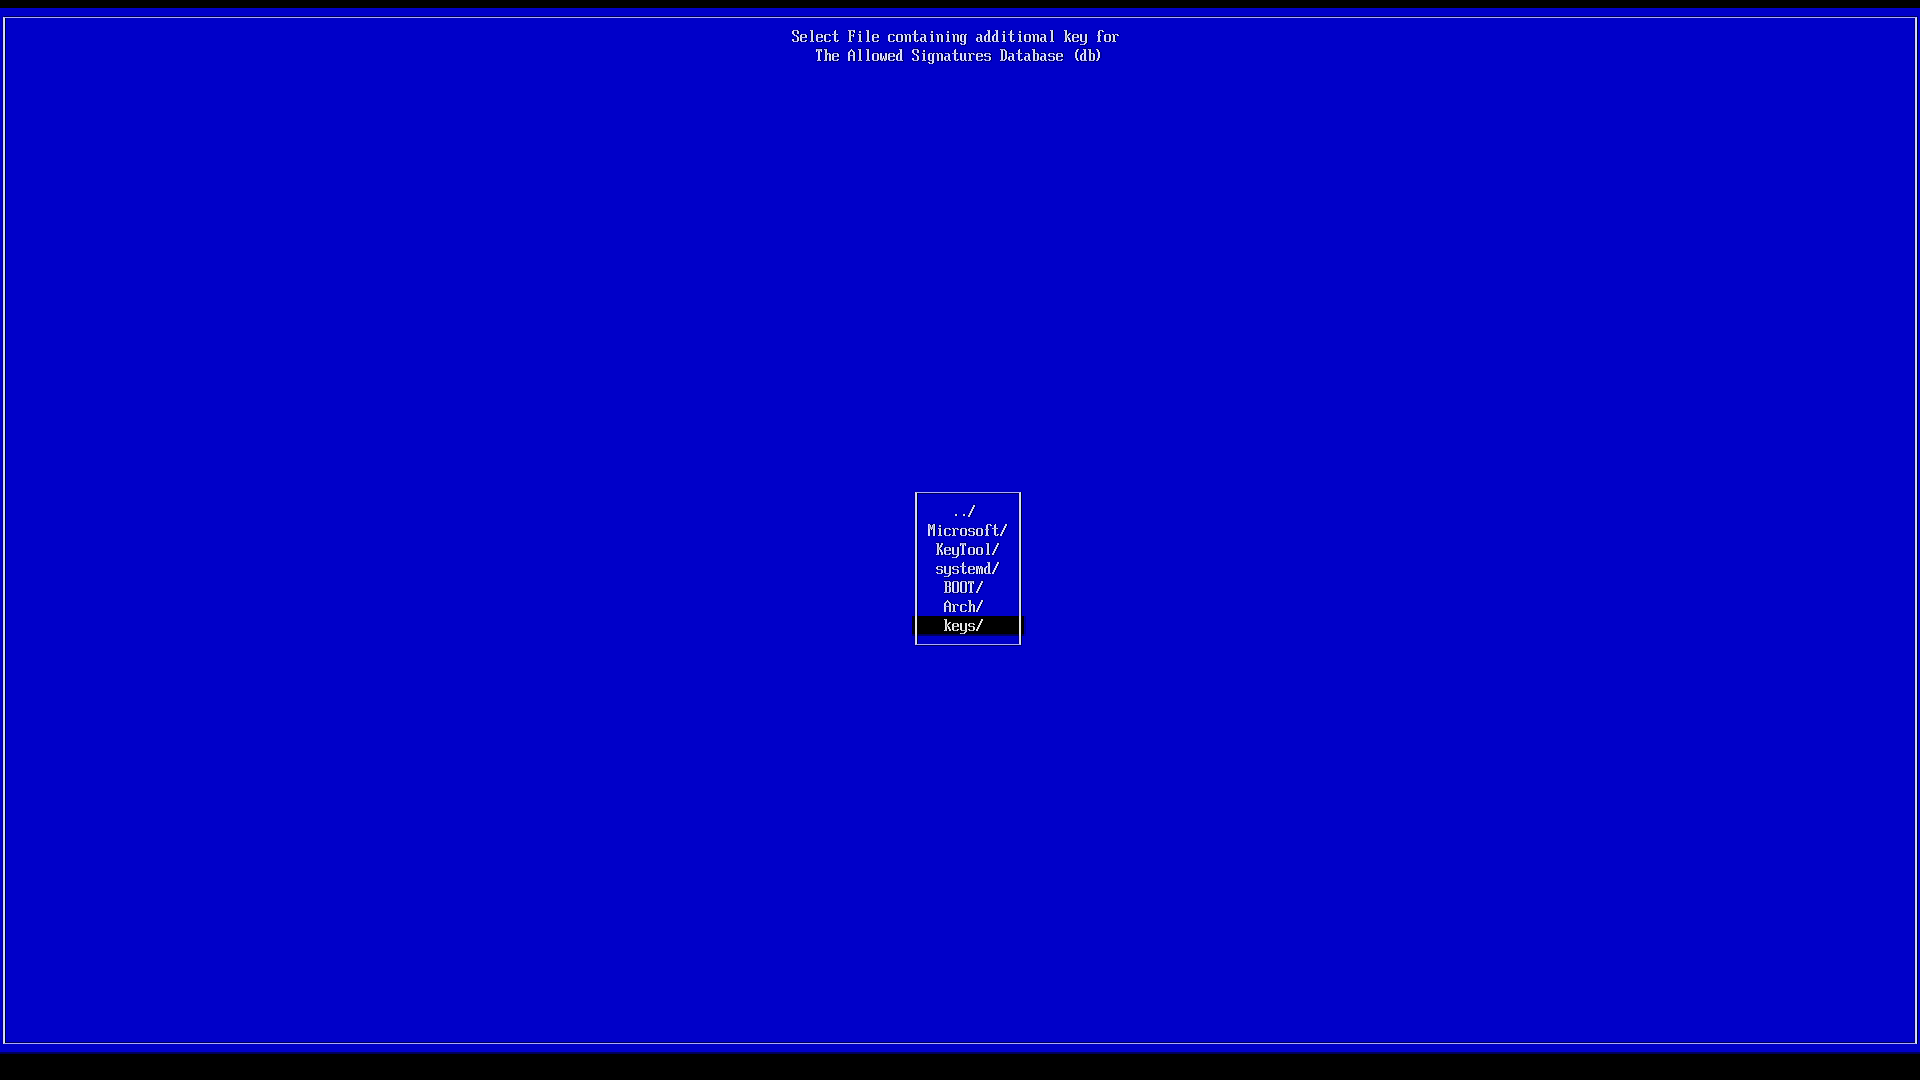 Select File containing additional key for
The Allowed Signatures Database (db)
../
Microsoft/
KeyTool/
systemd/
BOOT/
Arch/
keys/